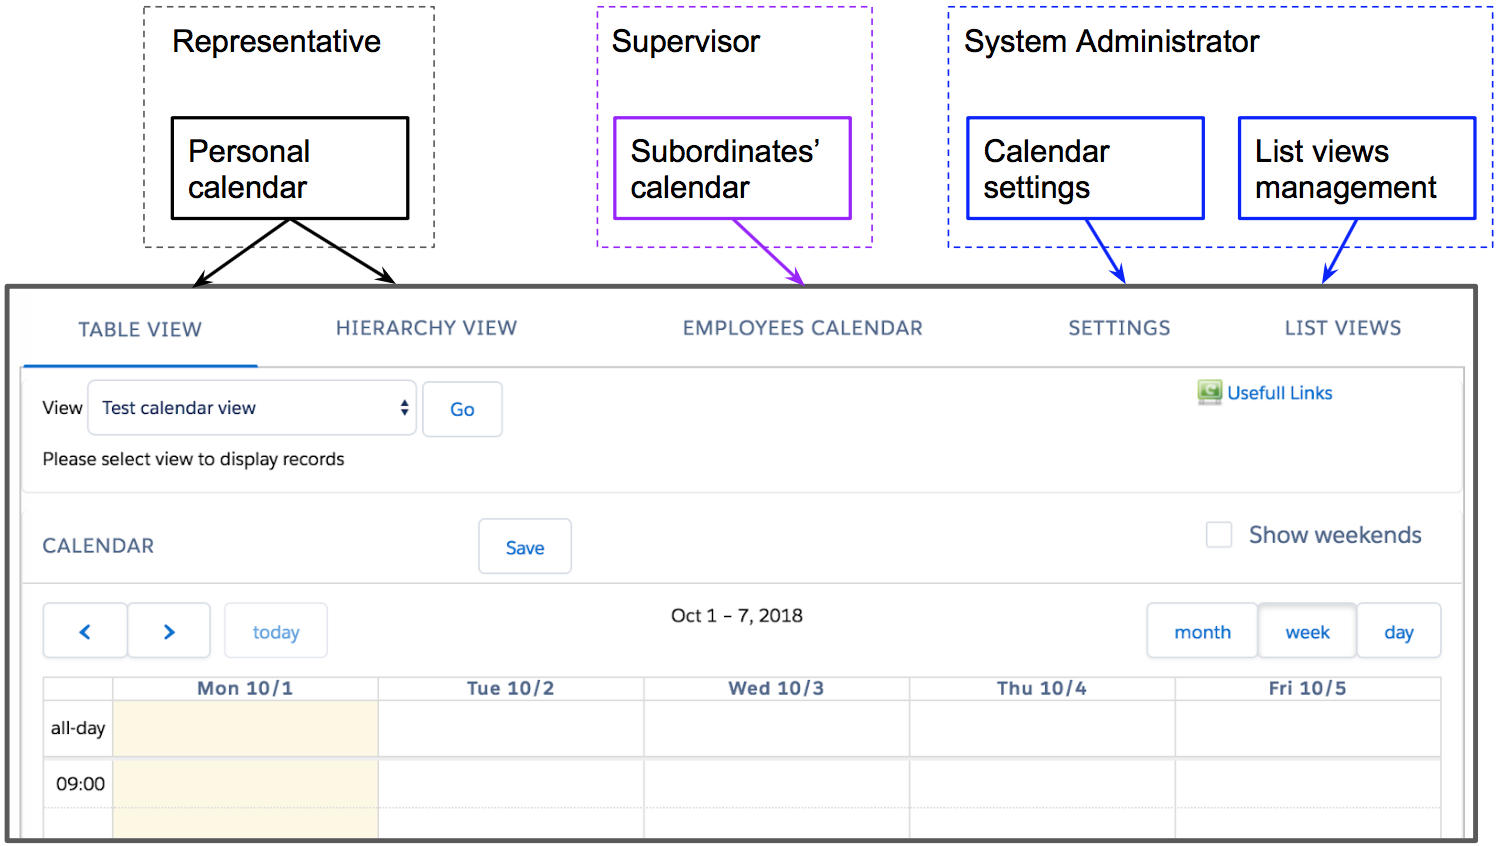 Representative
Supervisor
System Administrator
Personal
calendar
Subordinates’
calendar
Calendar
settings
List views
management
TABLE VIEW
HIERARCHY VIEW
EMPLOYEES CALENDAR
SETTINGS
LIST VIEWS
View
Test calendar view
Go
Usefull Links
Please select view to display records
CALENDAR
Save
Show weekends
<
>
today
Oct 1 – 7, 2018
month
week
day
Mon 10/1
Tue 10/2
Wed 10/3
Thu 10/4
Fri 10/5
all-day
09:00